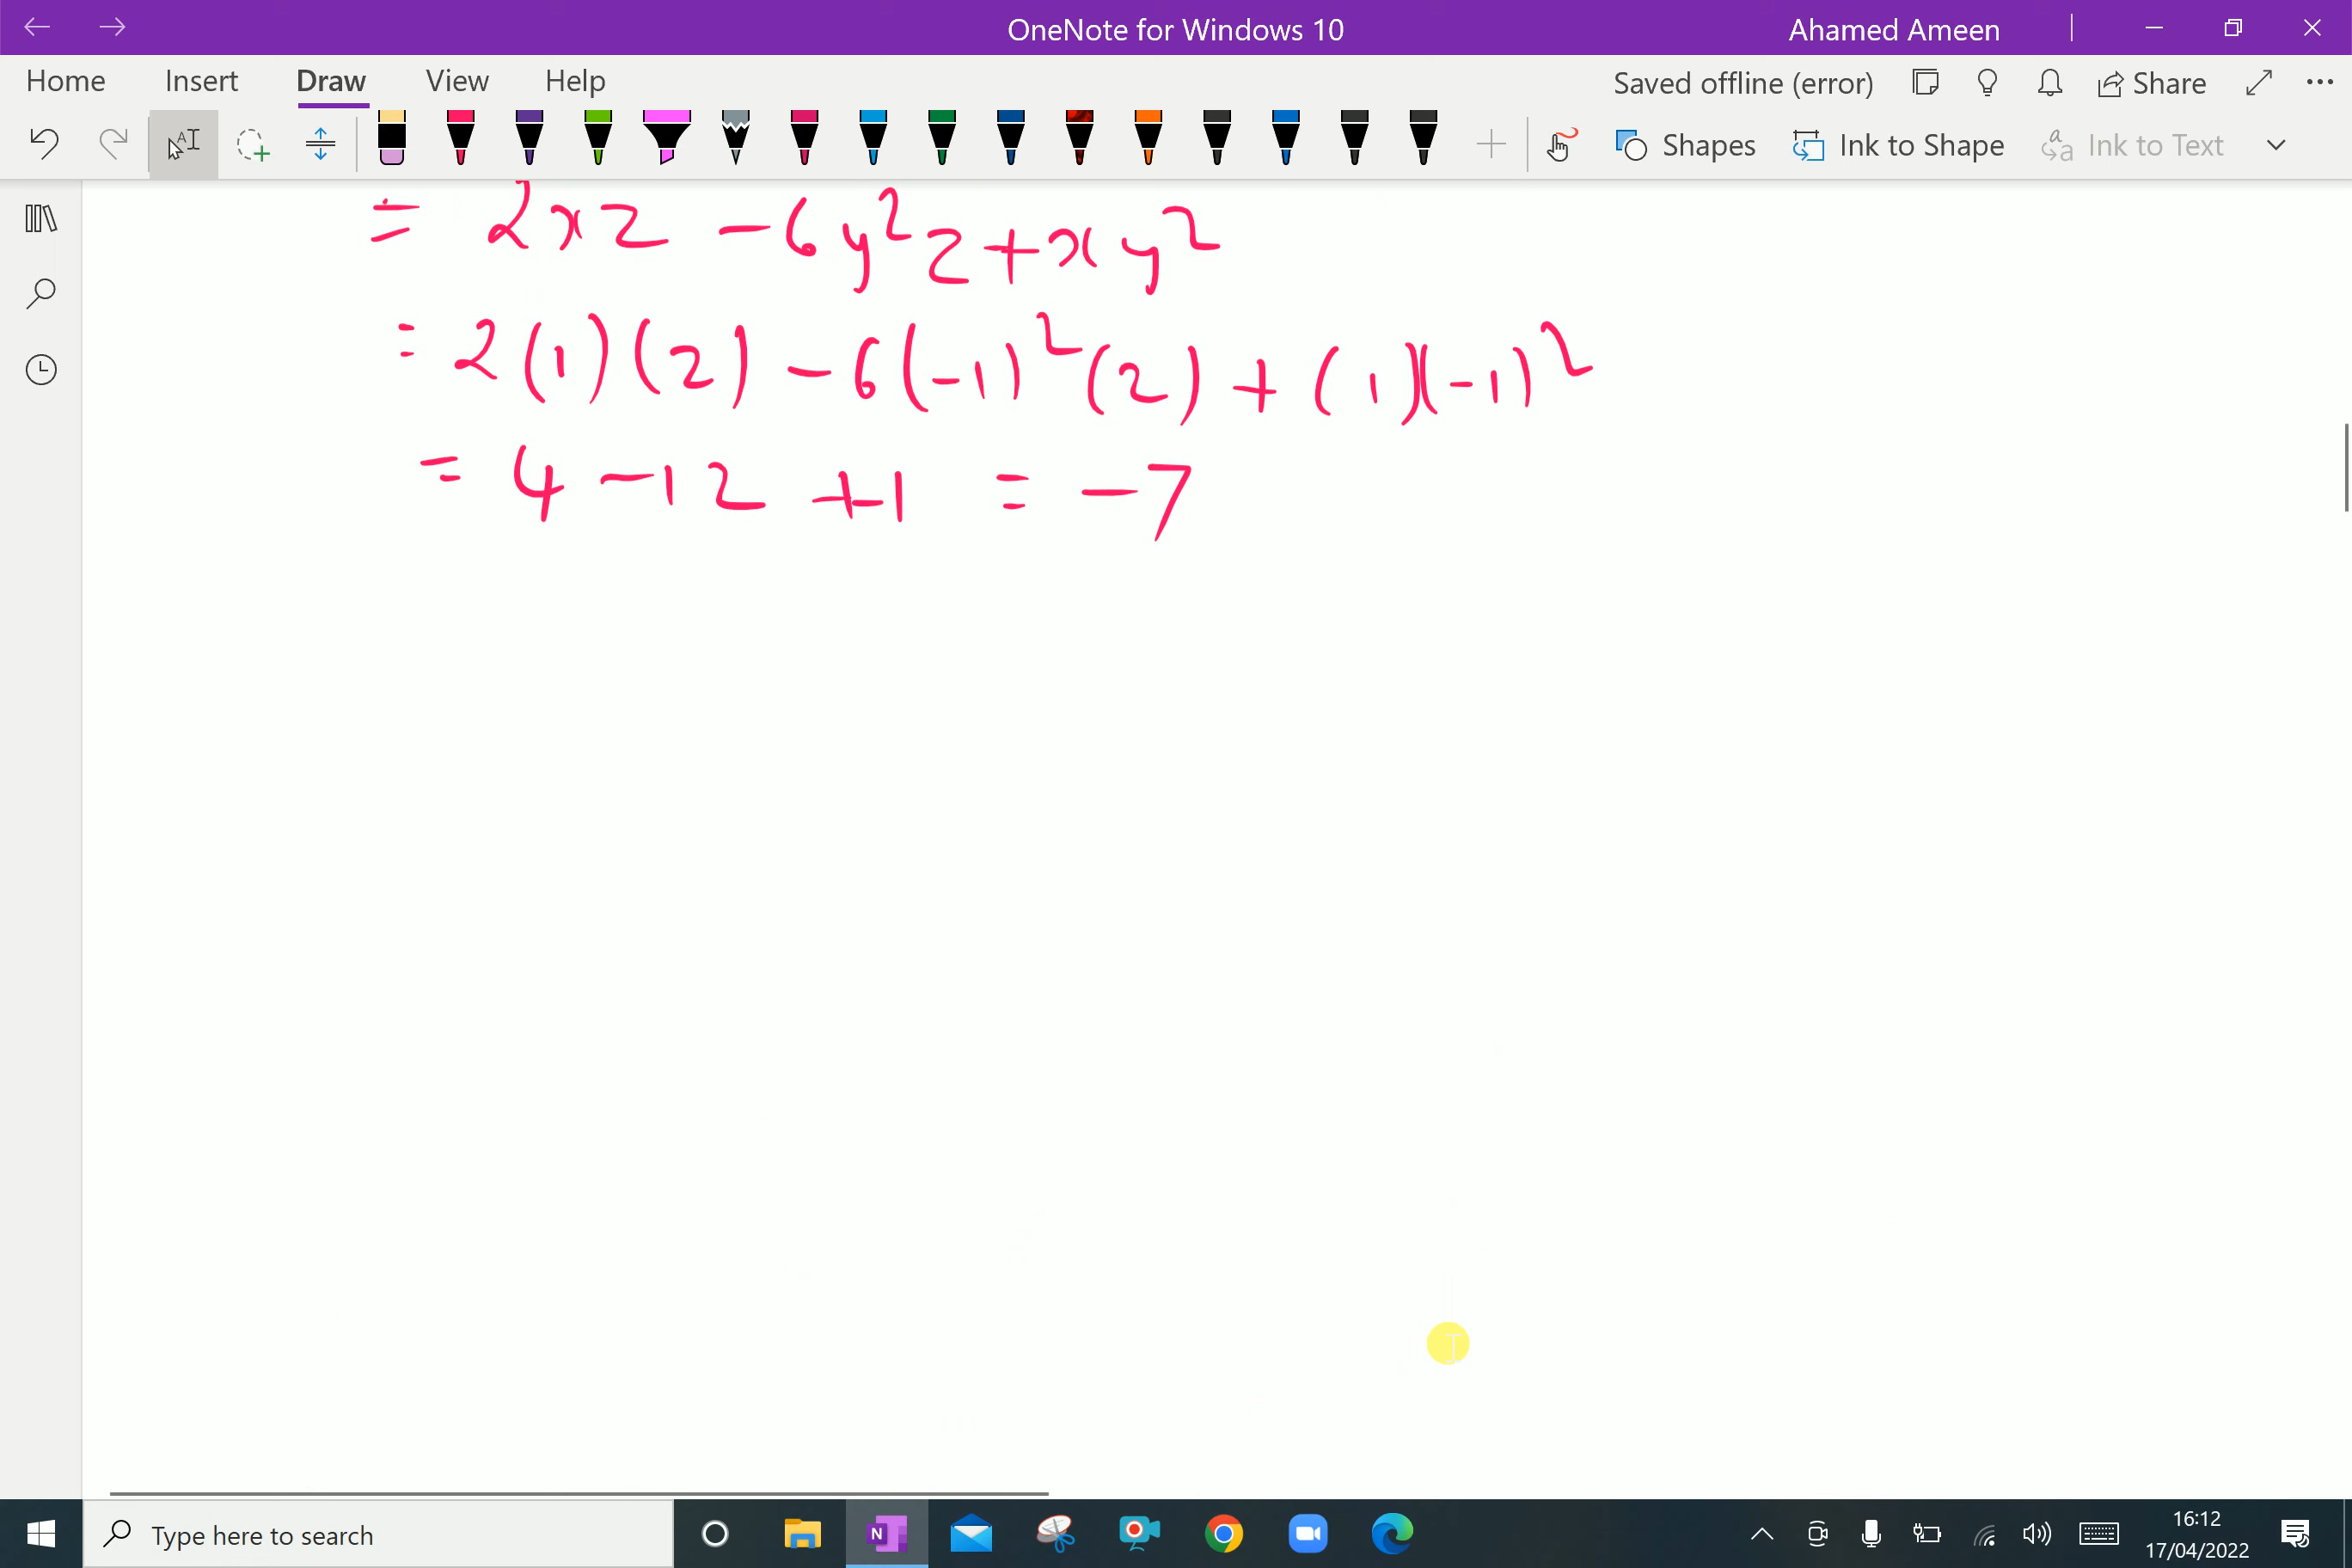 OneNote for Windows 10 Ahamed Ameen
Home Insert Draw View Help Saved offline (error) Share
Shapes Ink to Shape Ink to Text
= 2xz - 6y²z + xy²
= 2(1)(2) - 6(-1)²(2) + (1)(-1)²
= 4 - 12 + 1 = -7
Type here to search
16:12
17/04/2022